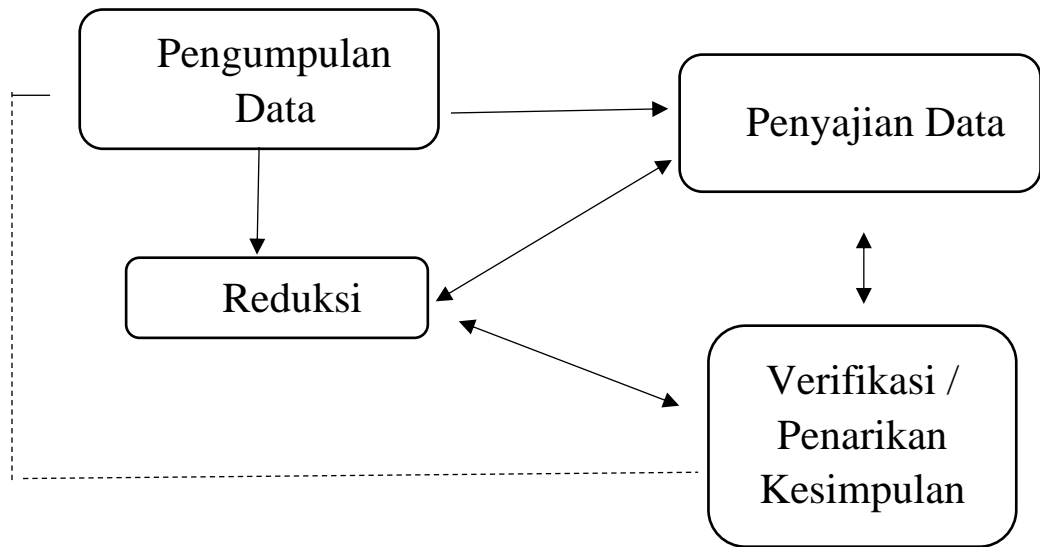 Pengumpulan
Data
Penyajian Data
Reduksi
Verifikasi /
Penarikan
Kesimpulan